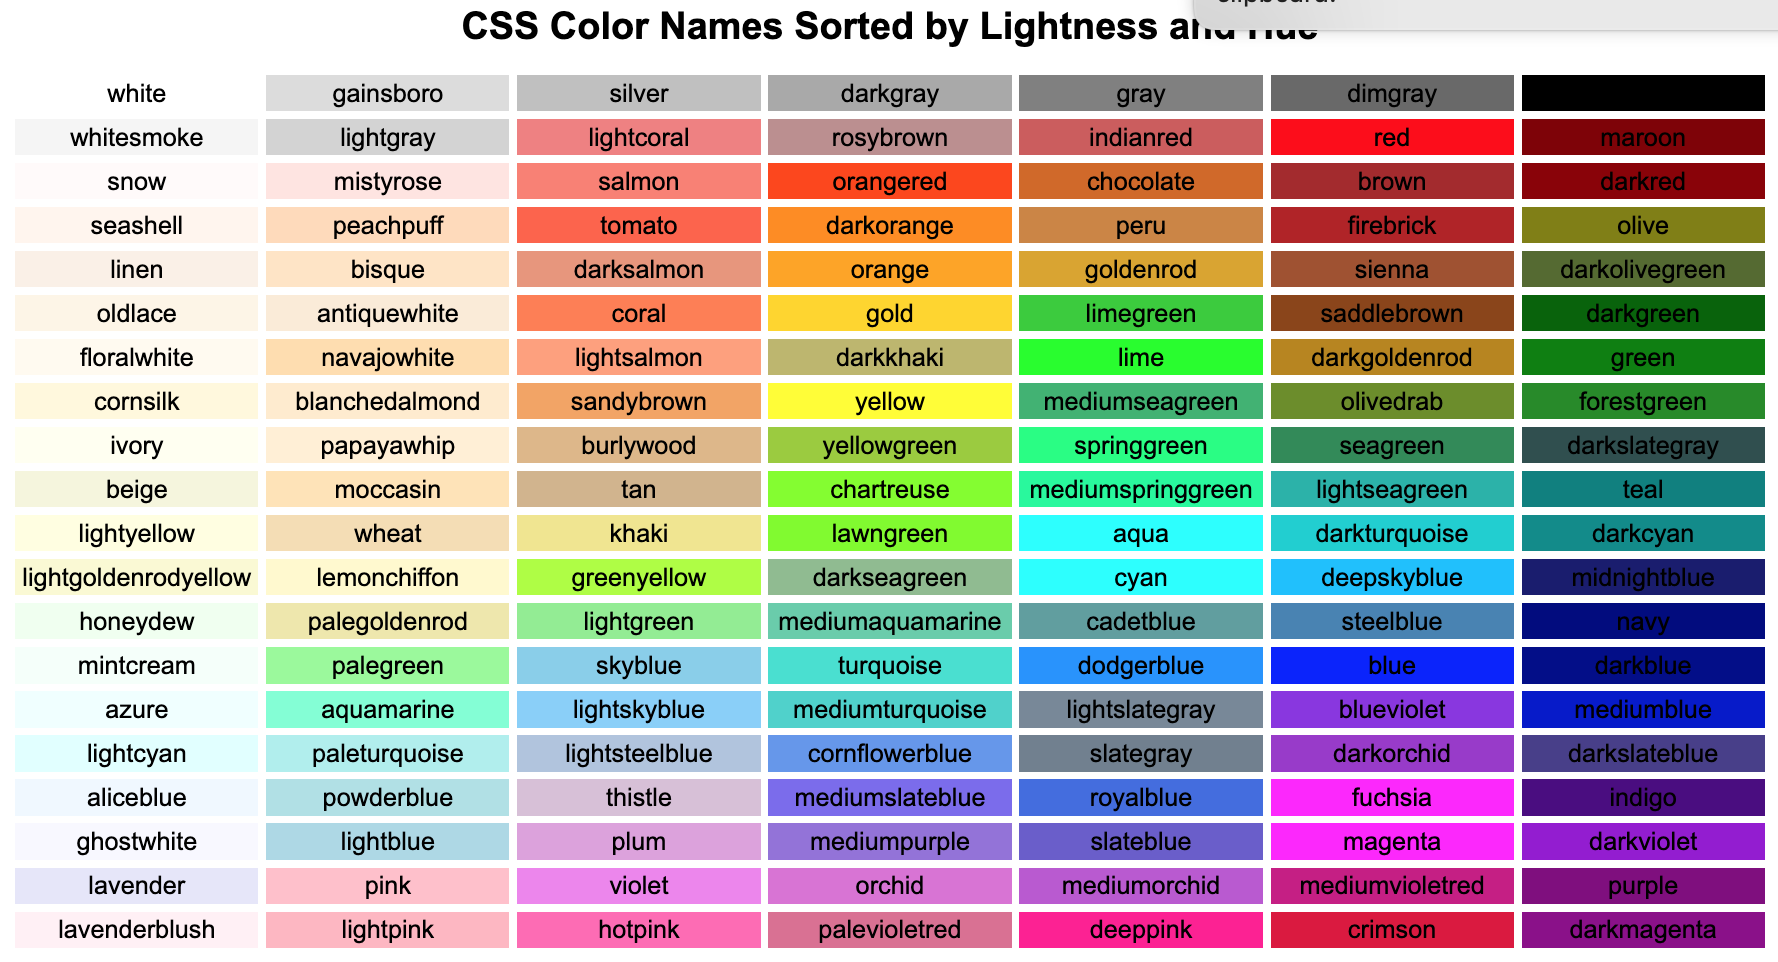 CSS Color Names Sorted by Lightness and Hue
white gainsboro silver darkgray gray dimgray
whitesmoke lightgray lightcoral rosybrown indianred red maroon
snow mistyrose salmon orangered chocolate brown darkred
seashell peachpuff tomato darkorange peru firebrick olive
linen bisque darksalmon orange goldenrod sienna darkolivegreen
oldlace antiquewhite coral gold limegreen saddlebrown darkgreen
floralwhite navajowhite lightsalmon darkkhaki lime darkgoldenrod green
cornsilk blanchedalmond sandybrown yellow mediumseagreen olivedrab forestgreen
ivory papayawhip burlywood yellowgreen springgreen seagreen darkslategray
beige moccasin tan chartreuse mediumspringgreen lightseagreen teal
lightyellow wheat khaki lawngreen aqua darkturquoise darkcyan
lightgoldenrodyellow lemonchiffon greenyellow darkseagreen cyan deepskyblue midnightblue
honeydew palegoldenrod lightgreen mediumaquamarine cadetblue steelblue navy
mintcream palegreen skyblue turquoise dodgerblue blue darkblue
azure aquamarine lightskyblue mediumturquoise lightslategray blueviolet mediumblue
lightcyan paleturquoise lightsteelblue cornflowerblue slategray darkorchid darkslateblue
aliceblue powderblue thistle mediumslateblue royalblue fuchsia indigo
ghostwhite lightblue plum mediumpurple slateblue magenta darkviolet
lavender pink violet orchid mediumorchid mediumvioletred purple
lavenderblush lightpink hotpink palevioletred deeppink crimson darkmagenta